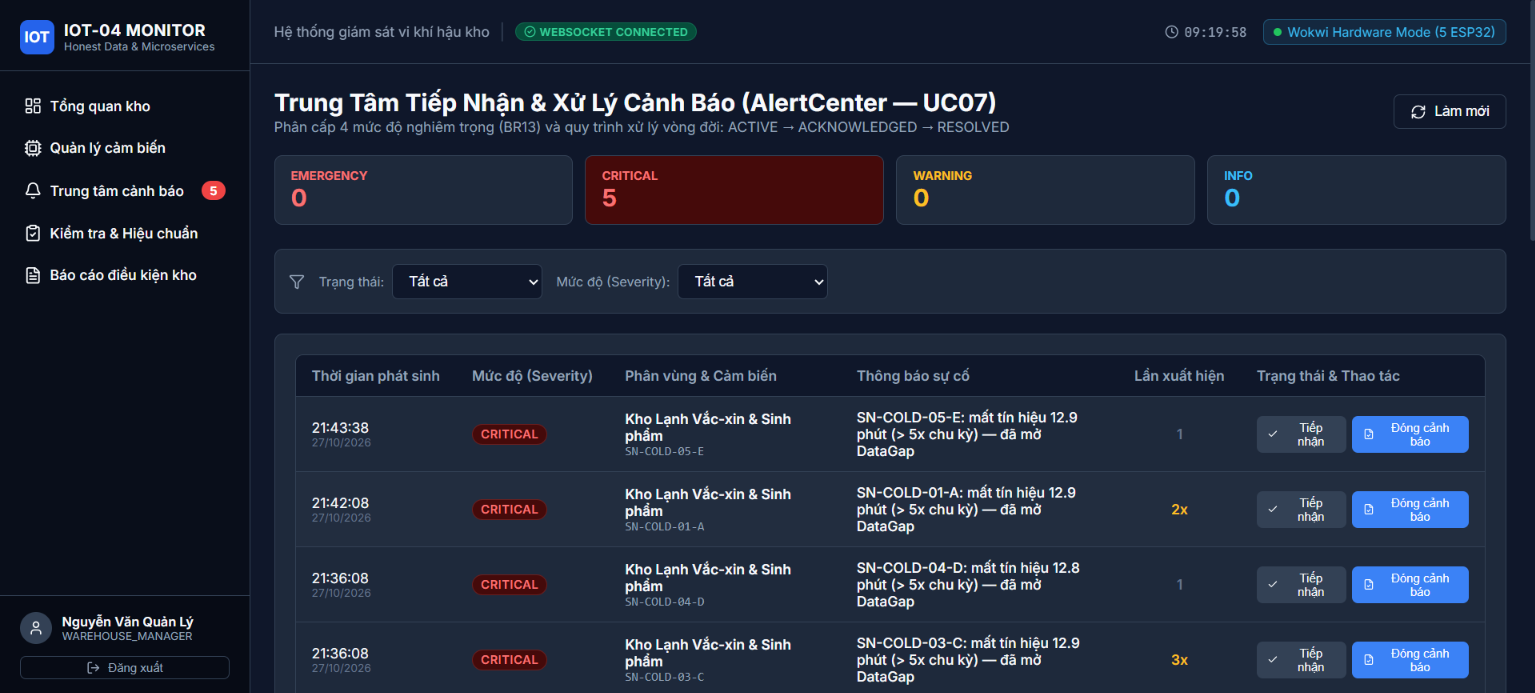 IOT
IOT-04 MONITOR
Honest Data & Microservices
Tổng quan kho
Quản lý cảm biến
Trung tâm cảnh báo 5
Kiểm tra & Hiệu chuẩn
Báo cáo điều kiện kho
Nguyễn Văn Quản Lý
WAREHOUSE_MANAGER
Đăng xuất
Hệ thống giám sát vi khí hậu kho
WEBSOCKET CONNECTED
09:19:58
Wokwi Hardware Mode (5 ESP32)
Trung Tâm Tiếp Nhận & Xử Lý Cảnh Báo (AlertCenter — UC07)
Phân cấp 4 mức độ nghiêm trọng (BR13) và quy trình xử lý vòng đời: ACTIVE → ACKNOWLEDGED → RESOLVED
Làm mới
EMERGENCY
0
CRITICAL
5
WARNING
0
INFO
0
Trạng thái: Tất cả Mức độ (Severity): Tất cả
Thời gian phát sinh Mức độ (Severity) Phân vùng & Cảm biến Thông báo sự cố Lần xuất hiện Trạng thái & Thao tác
21:43:38
27/10/2026
CRITICAL
Kho Lạnh Vắc-xin & Sinh
phẩm
SN-COLD-05-E
SN-COLD-05-E: mất tín hiệu 12.9
phút (> 5x chu kỳ) — đã mở
DataGap
1
Tiếp
nhận
Đóng cảnh
báo
21:42:08
27/10/2026
CRITICAL
Kho Lạnh Vắc-xin & Sinh
phẩm
SN-COLD-01-A
SN-COLD-01-A: mất tín hiệu 12.9
phút (> 5x chu kỳ) — đã mở
DataGap
2x
Tiếp
nhận
Đóng cảnh
báo
21:36:08
27/10/2026
CRITICAL
Kho Lạnh Vắc-xin & Sinh
phẩm
SN-COLD-04-D
SN-COLD-04-D: mất tín hiệu 12.8
phút (> 5x chu kỳ) — đã mở
DataGap
1
Tiếp
nhận
Đóng cảnh
báo
21:36:08
27/10/2026
CRITICAL
Kho Lạnh Vắc-xin & Sinh
phẩm
SN-COLD-03-C
SN-COLD-03-C: mất tín hiệu 12.9
phút (> 5x chu kỳ) — đã mở
DataGap
3x
Tiếp
nhận
Đóng cảnh
báo